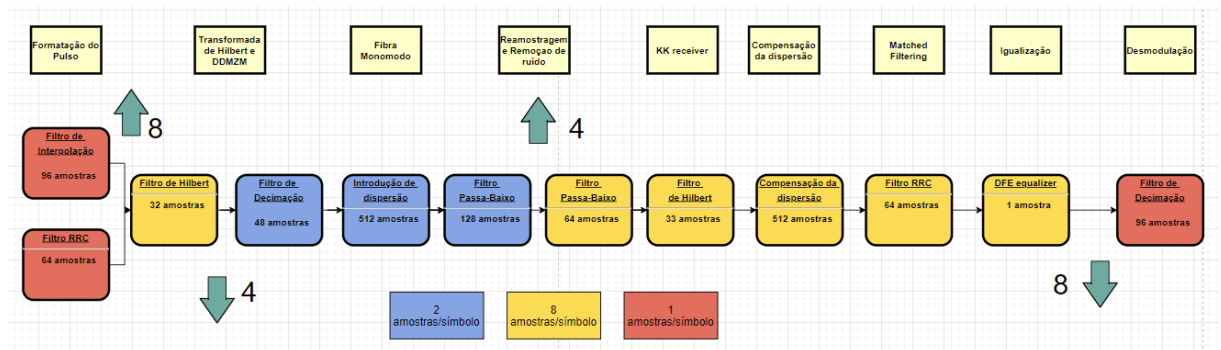 Formatação do
Pulso
Transformada
de Hilbert e
DDMZM
Fibra
Monomodo
Reamostragem
e Remoçao de
ruido
KK receiver
Compensação
da dispersão
Matched
Filtering
Igualização
Desmodulação
8
4
Filtro de
Interpolação
96 amostras
Filtro RRC
64 amostras
Filtro de Hilbert
32 amostras
Filtro de
Decimação
48 amostras
Introdução de
dispersão
512 amostras
Filtro
Passa-Baixo
128 amostras
Filtro
Passa-Baixo
64 amostras
Filtro
de Hilbert
33 amostras
Compensação da
dispersão
512 amostras
Filtro RRC
64 amostras
DFE equalizer
1 amostra
Filtro de
Decimação
96 amostras
4
8
2
amostras/símbolo
8
amostras/símbolo
1
amostras/símbolo